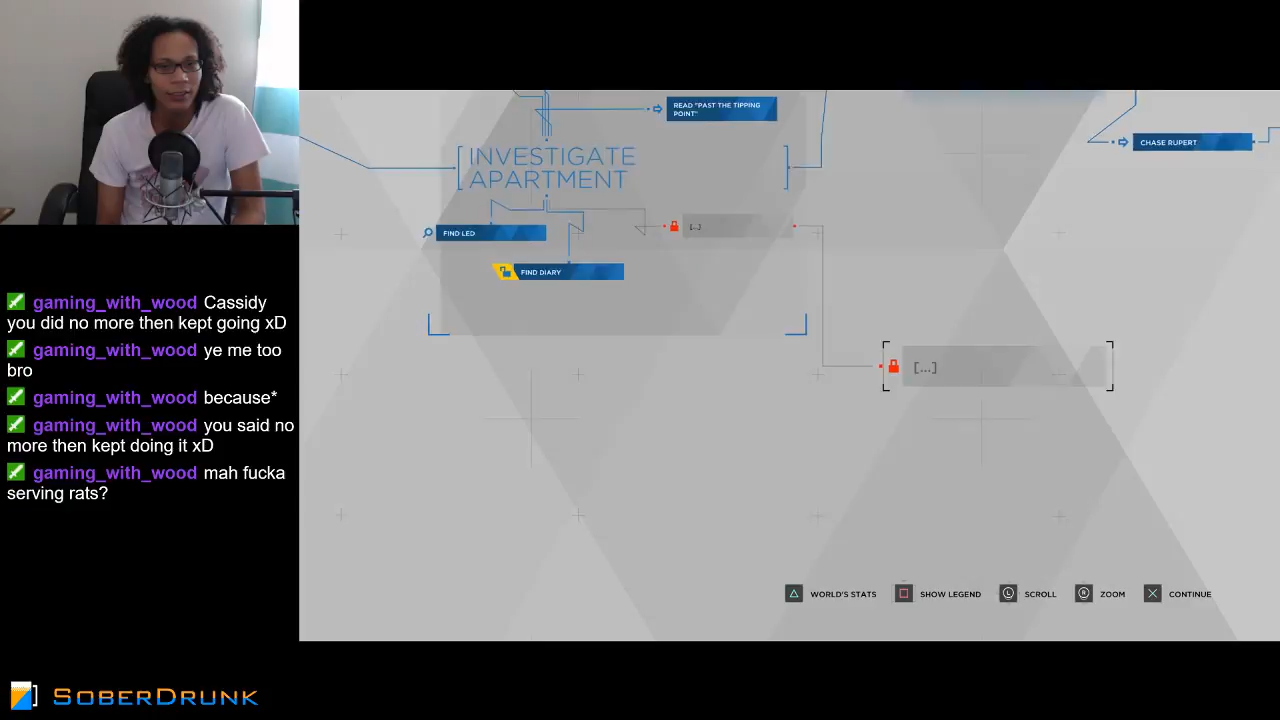 READ "PAST THE TIPPING
POINT"
CHASE RUPERT
INVESTIGATE
APARTMENT
[...]
FIND LED
FIND DIARY
[...]
gaming_with_wood Cassidy
you did no more then kept going xD
gaming_with_wood ye me too
bro
gaming_with_wood because*
gaming_with_wood you said no
more then kept doing it xD
gaming_with_wood mah fucka
serving rats?
WORLD'S STATS SHOW LEGEND L SCROLL R ZOOM CONTINUE
SOBERDRUNK